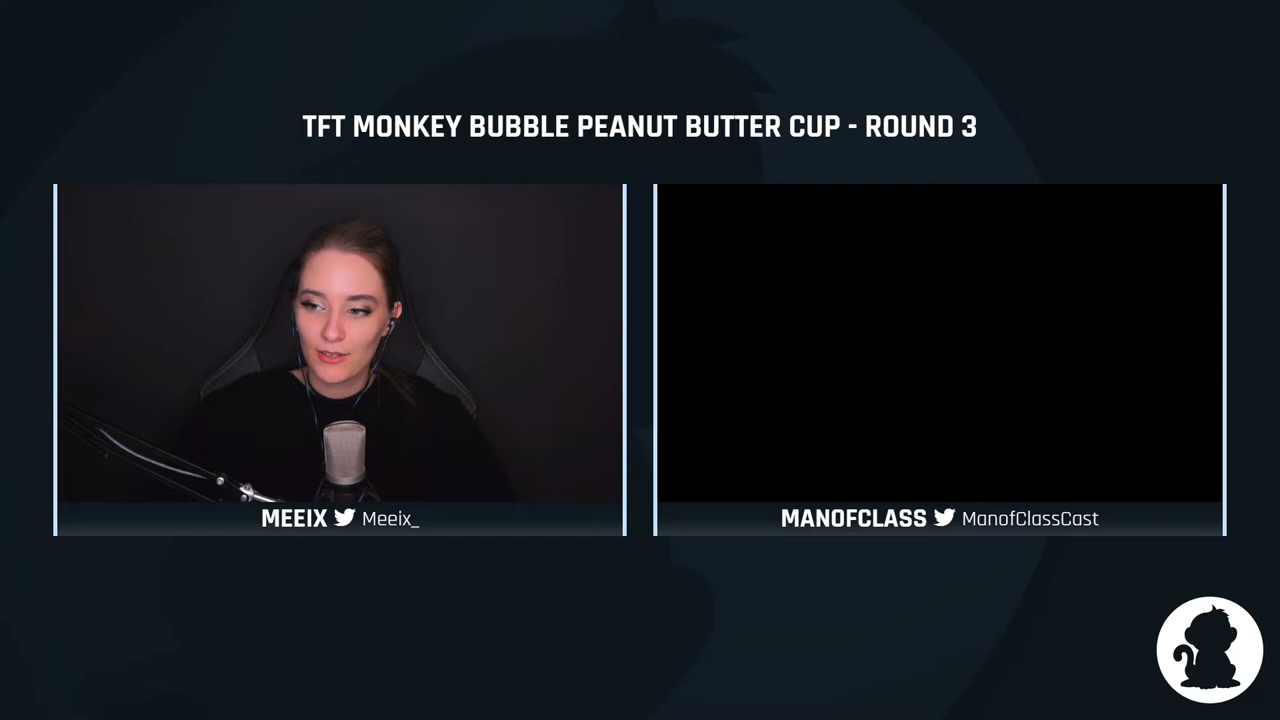 TFT MONKEY BUBBLE PEANUT BUTTER CUP - ROUND 3
MEEIX Meeix_
MANOFCLASS ManofClassCast